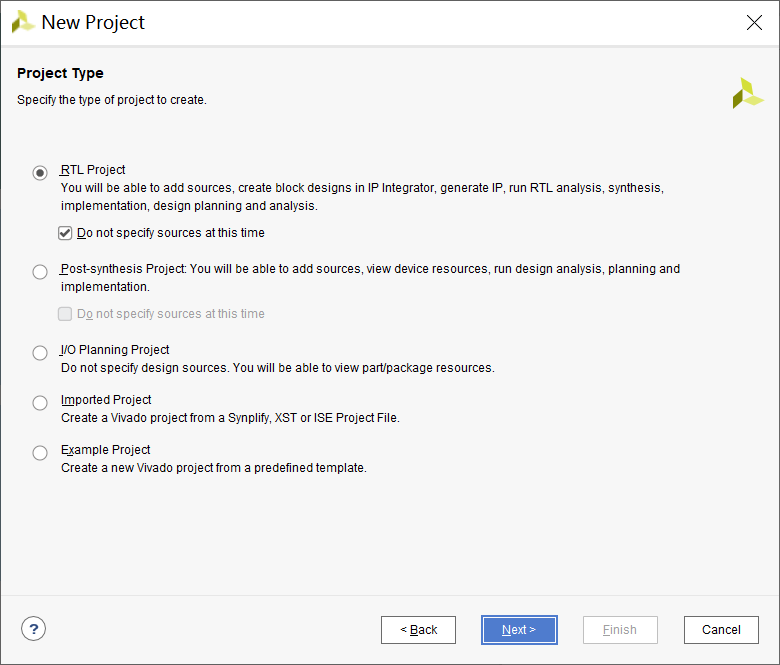 New Project
Project Type
Specify the type of project to create.
RTL Project
You will be able to add sources, create block designs in IP Integrator, generate IP, run RTL analysis, synthesis,
implementation, design planning and analysis.
Do not specify sources at this time
Post-synthesis Project: You will be able to add sources, view device resources, run design analysis, planning and
implementation.
Do not specify sources at this time
I/O Planning Project
Do not specify design sources. You will be able to view part/package resources.
Imported Project
Create a Vivado project from a Synplify, XST or ISE Project File.
Example Project
Create a new Vivado project from a predefined template.
? < Back Next > Finish Cancel